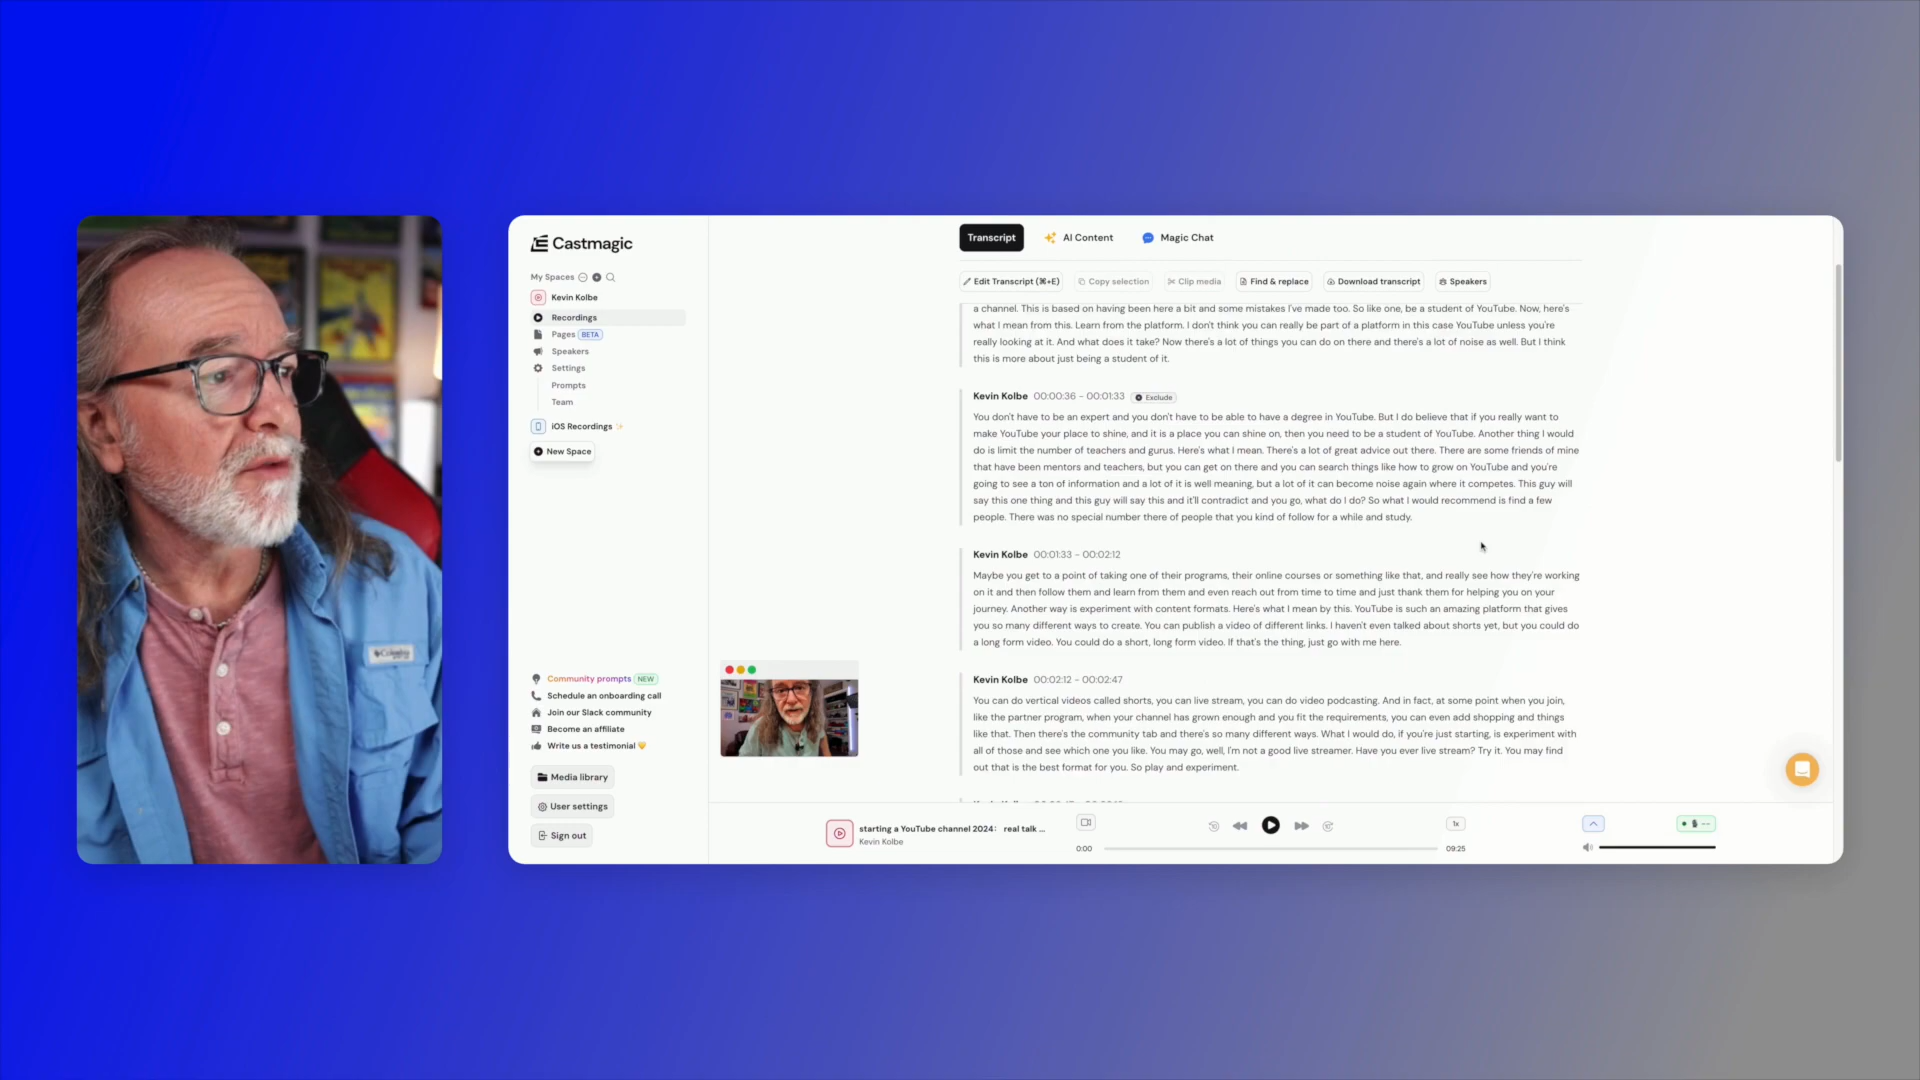 Castmagic
My Spaces
Kevin Kolbe
Recordings
Pages BETA
Speakers
Settings
Prompts
Team
iOS Recordings
New Space
Community prompts NEW
Schedule an onboarding call
Join our Slack community
Become an affiliate
Write us a testimonial
Media library
User settings
Sign out
Columbia
Transcript AI Content Magic Chat
Edit Transcript (⌘+E) Copy selection Clip media Find & replace Download transcript Speakers
a channel. This is based on having been here a bit and some mistakes I've made too. So like one, be a student of YouTube. Now, here's
what I mean from this. Learn from the platform. I don't think you can really be part of a platform in this case YouTube unless you're
really looking at it. And what does it take? Now there's a lot of things you can do on there and there's a lot of noise as well. But I think
this is more about just being a student of it.
Kevin Kolbe 00:00:36 - 00:01:33 Exclude
You don't have to be an expert and you don't have to be able to have a degree in YouTube. But I do believe that if you really want to
make YouTube your place to shine, and it is a place you can shine on, then you need to be a student of YouTube. Another thing I would
do is limit the number of teachers and gurus. Here's what I mean. There's a lot of great advice out there. There are some friends of mine
that have been mentors and teachers, but you can get on there and you can search things like how to grow on YouTube and you're
going to see a ton of information and a lot of it is well meaning, but a lot of it can become noise again where it competes. This guy will
say this one thing and this guy will say this and it'll contradict and you go, what do I do? So what I would recommend is find a few
people. There was no special number there of people that you kind of follow for a while and study.
Kevin Kolbe 00:01:33 - 00:02:12
Maybe you get to a point of taking one of their programs, their online courses or something like that, and really see how they're working
on it and then follow them and learn from them and even reach out from time to time and just thank them for helping you on your
journey. Another way is experiment with content formats. Here's what I mean by this. YouTube is such an amazing platform that gives
you so many different ways to create. You can publish a video of different links. I haven't even talked about shorts yet, but you could do
a long form video. You could do a short, long form video. If that's the thing, just go with me here.
Kevin Kolbe 00:02:12 - 00:02:47
You can do vertical videos called shorts, you can live stream, you can do video podcasting. And in fact, at some point when you join,
like the partner program, when your channel has grown enough and you fit the requirements, you can even add shopping and things
like that. Then there's the community tab and there's so many different ways. What I would do, if you're just starting, is experiment with
all of those and see which one you like. You may go, well, I'm not a good live streamer. Have you ever live stream? Try it. You may find
out that is the best format for you. So play and experiment.
starting a YouTube channel 2024: real talk ...
Kevin Kolbe
0:00
09:25
1x